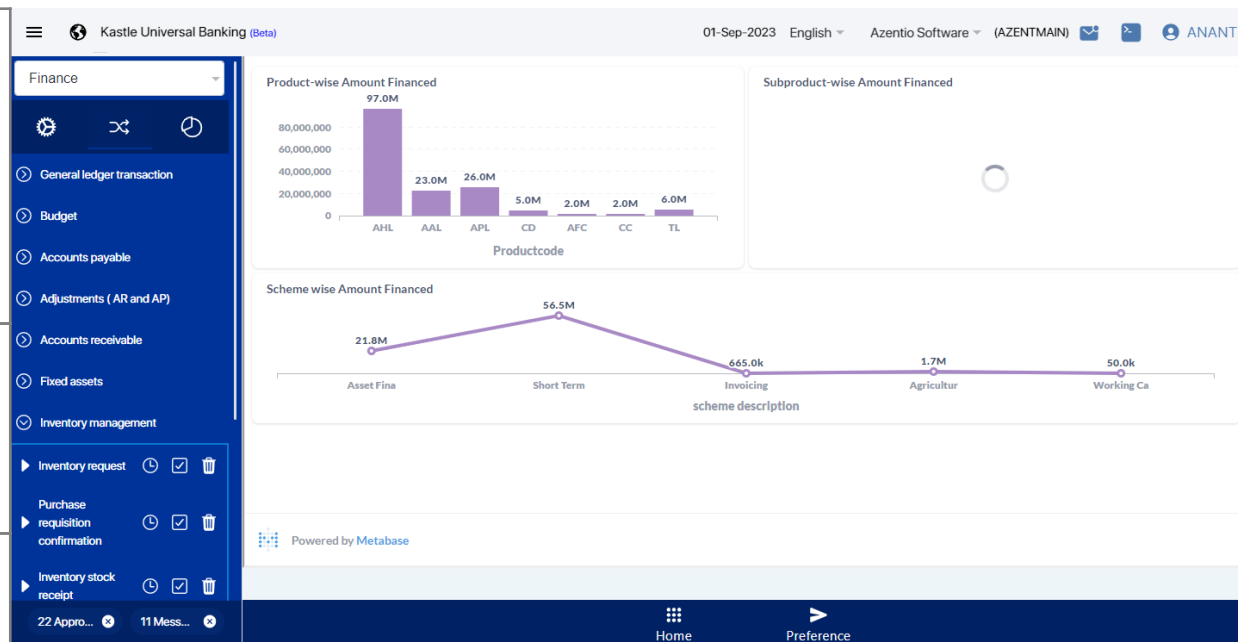 Kastle Universal Banking (Beta)
01-Sep-2023 English Azentio Software (AZENTMAIN) ANANT
Finance
General ledger transaction
Budget
Accounts payable
Adjustments ( AR and AP)
Accounts receivable
Fixed assets
Inventory management
Inventory request
Purchase
requisition
confirmation
Inventory stock
receipt
22 Appro...
11 Mess...
Product-wise Amount Financed
97.0M
80,000,000
60,000,000
40,000,000
20,000,000
0
23.0M
26.0M
5.0M
2.0M
2.0M
6.0M
AHL AAL APL CD AFC CC TL
Productcode
Subproduct-wise Amount Financed
Scheme wise Amount Financed
21.8M
56.5M
665.0k
1.7M
50.0k
Asset Fina Short Term Invoicing Agricultur Working Ca
scheme description
Powered by Metabase
Home
Preference